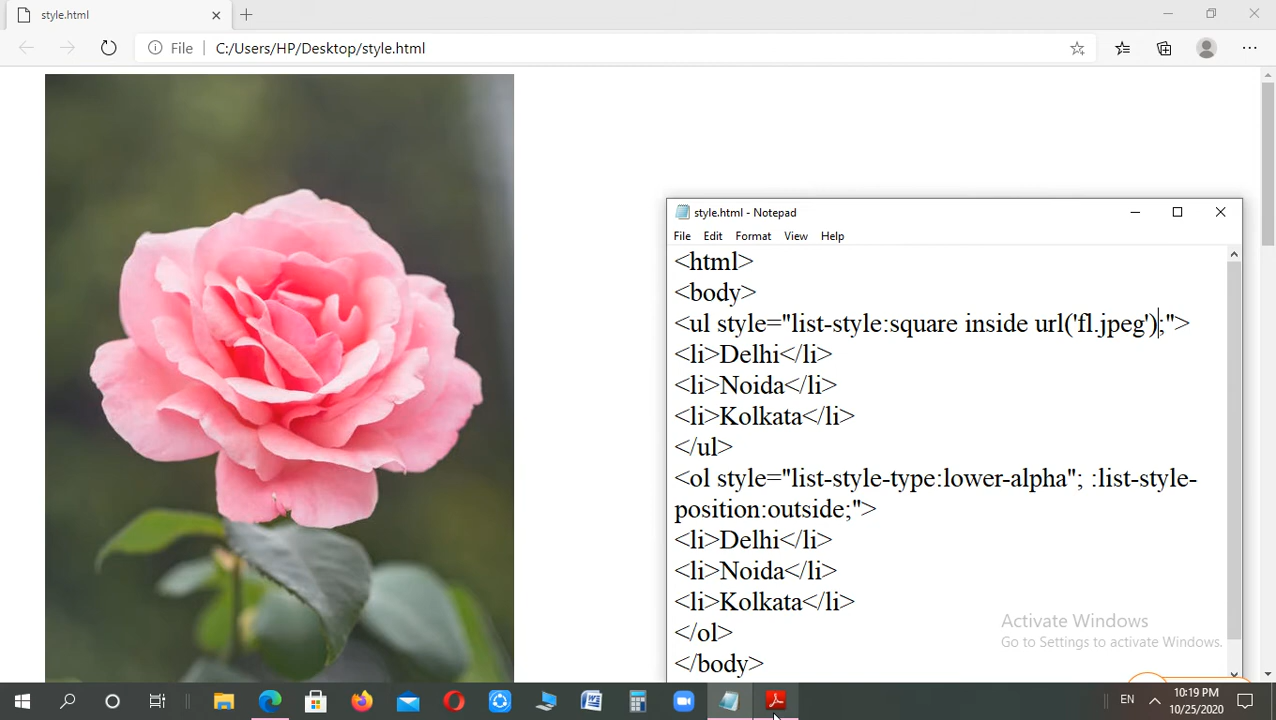 style.html
File C:/Users/HP/Desktop/style.html
style.html - Notepad
File Edit Format View Help
<html>
<body>
<ul style="list-style:square inside url('fl.jpeg');">
<li>Delhi</li>
<li>Noida</li>
<li>Kolkata</li>
</ul>
<ol style="list-style-type:lower-alpha"; :list-style-
position:outside;">
<li>Delhi</li>
<li>Noida</li>
<li>Kolkata</li>
</ol>
</body>
Activate Windows
Go to Settings to activate Windows.
EN
10:19 PM
10/25/2020